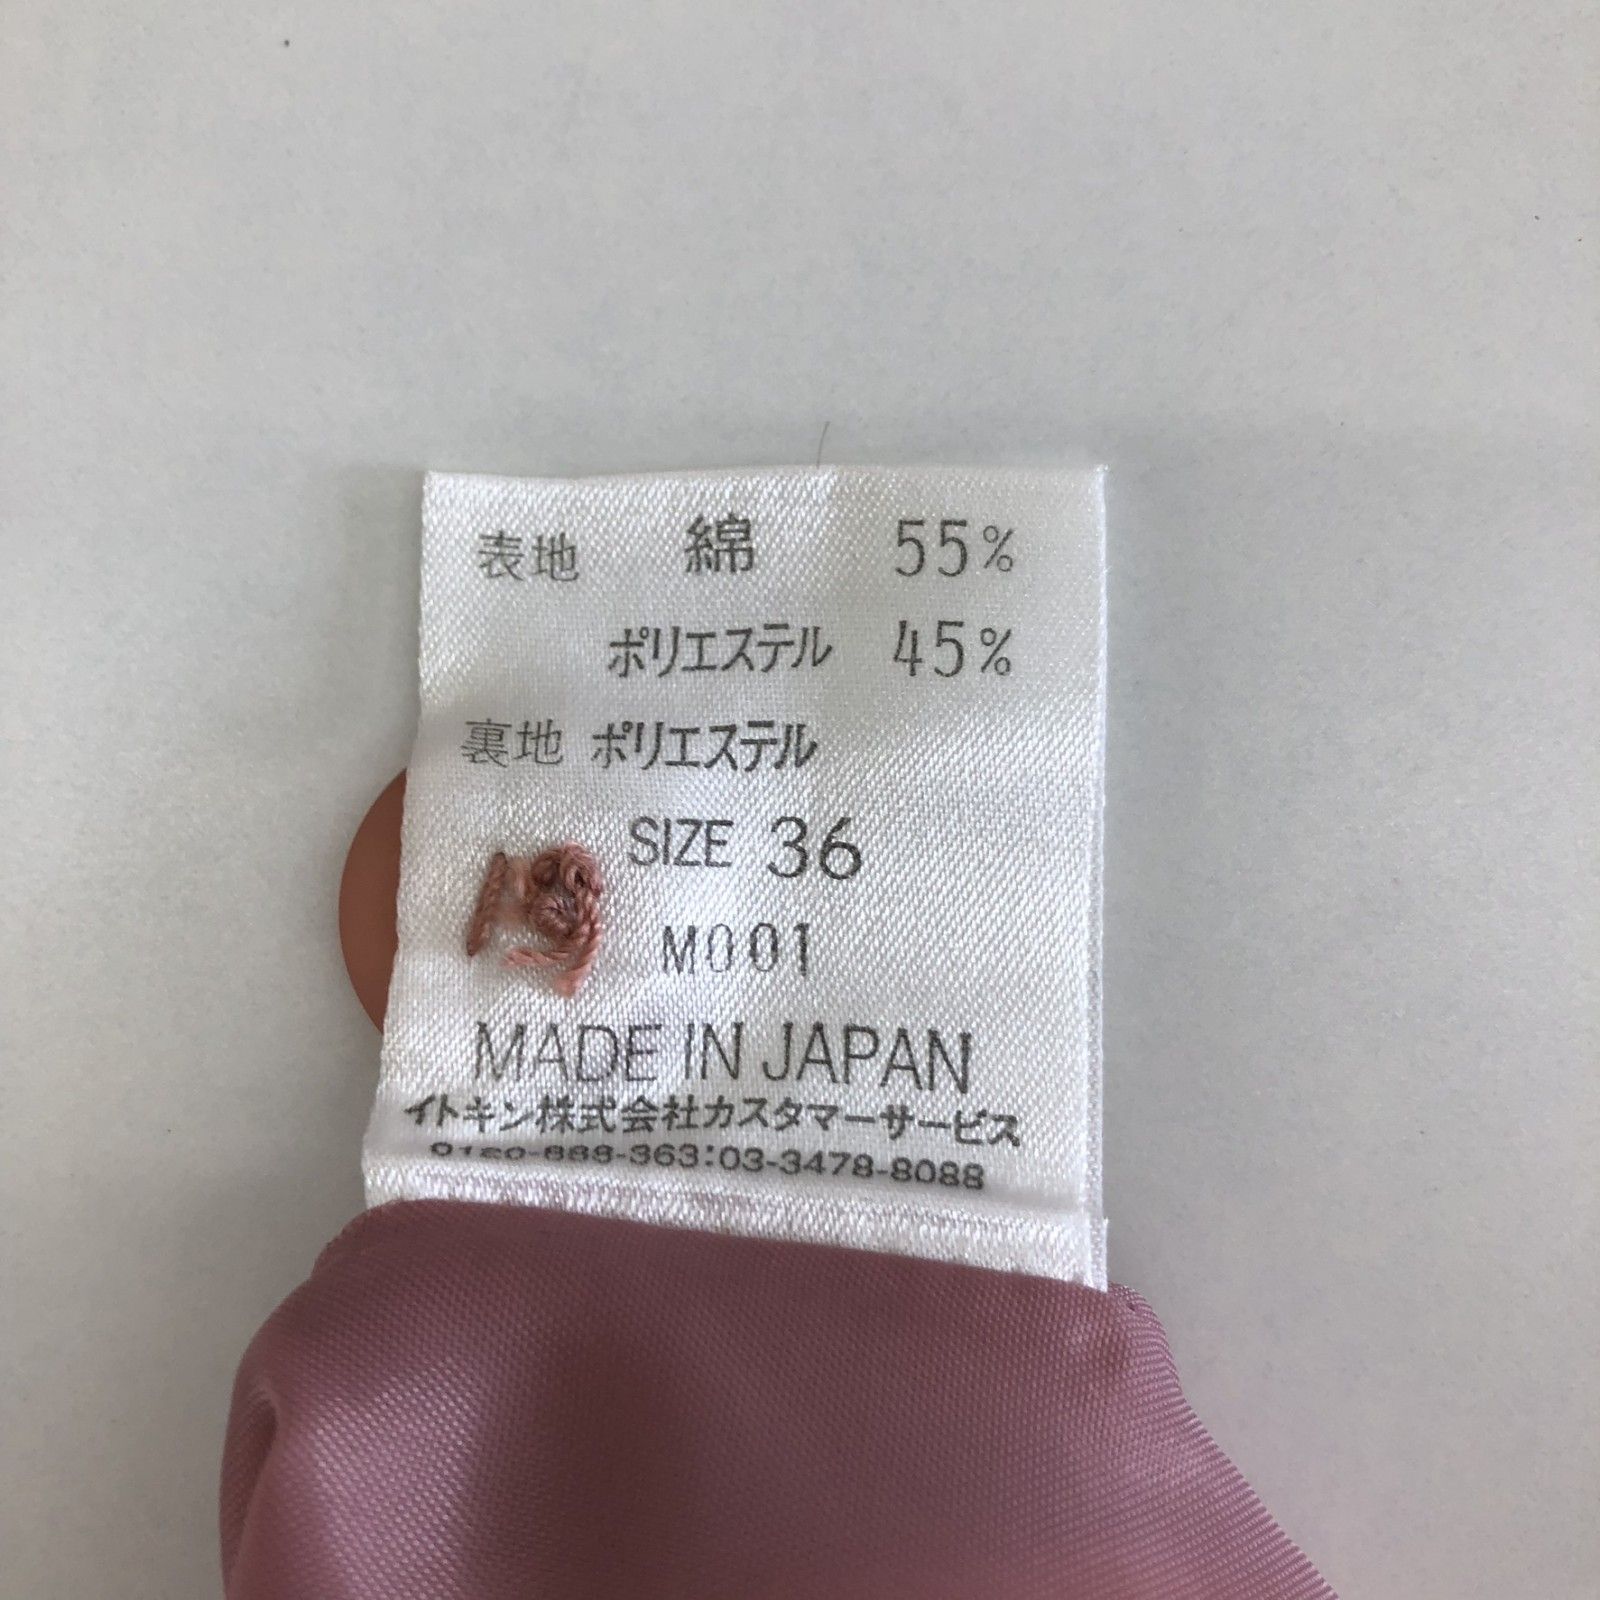 表地 綿 55%
ポリエステル 45%
裏地 ポリエステル
SIZE 36
M001
MADE IN JAPAN
イトキン株式会社カスタマーサービス
0120-888-363:03-3478-8088